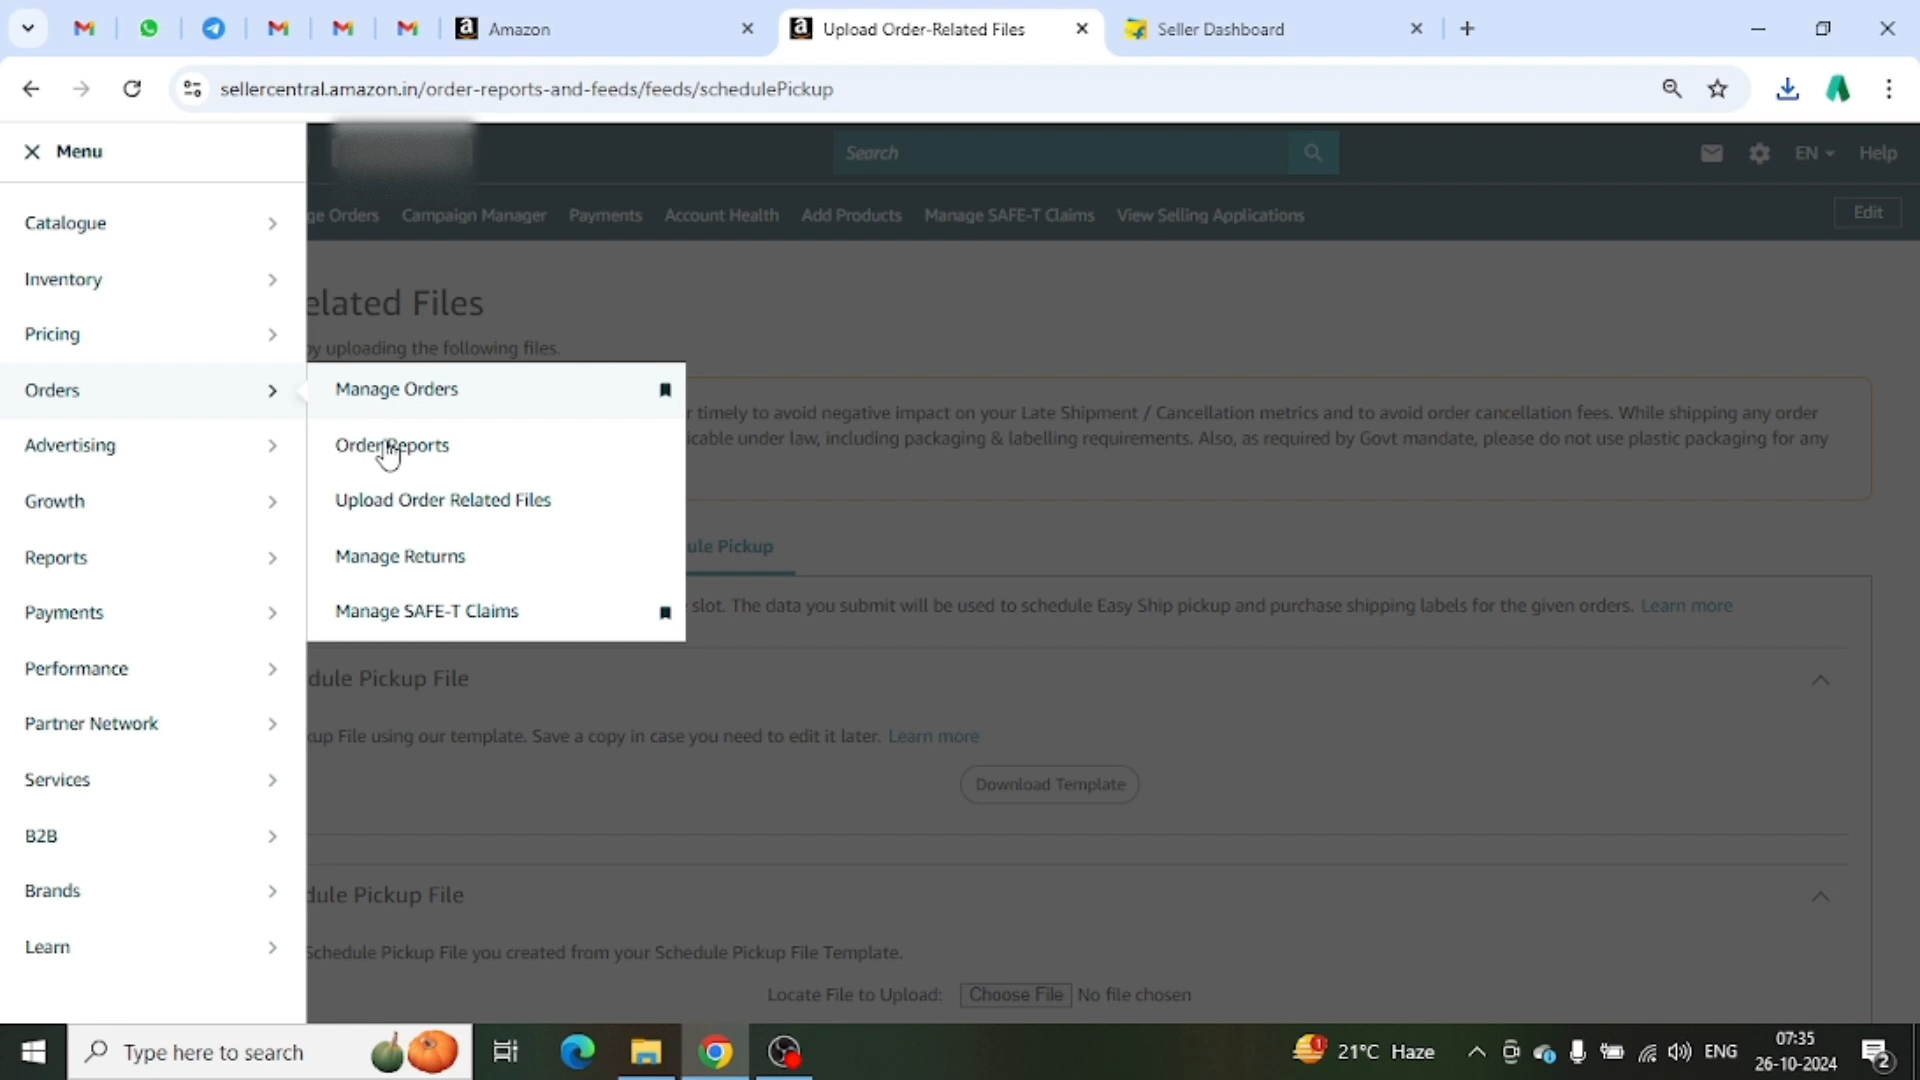 Amazon
Upload Order-Related Files
Seller Dashboard
sellercentral.amazon.in/order-reports-and-feeds/feeds/schedulePickup
Menu
Search
EN
Help
ge Orders
Campaign Manager
Payments
Account Health
Add Products
Manage SAFE-T Claims
View Selling Applications
Edit
Catalogue
Inventory
Pricing
Orders
Advertising
Growth
Reports
Payments
Performance
Partner Network
Services
B2B
Brands
Learn
Manage Orders
Order Reports
Upload Order Related Files
Manage Returns
Manage SAFE-T Claims
elated Files
by uploading the following files.
r timely to avoid negative impact on your Late Shipment / Cancellation metrics and to avoid order cancellation fees. While shipping any order
icable under law, including packaging & labelling requirements. Also, as required by Govt mandate, please do not use plastic packaging for any
ule Pickup
slot. The data you submit will be used to schedule Easy Ship pickup and purchase shipping labels for the given orders. Learn more
dule Pickup File
kup File using our template. Save a copy in case you need to edit it later. Learn more
Download Template
dule Pickup File
Schedule Pickup File you created from your Schedule Pickup File Template.
Locate File to Upload: Choose File No file chosen
Type here to search
1
21°C Haze
ENG
07:35
26-10-2024
2